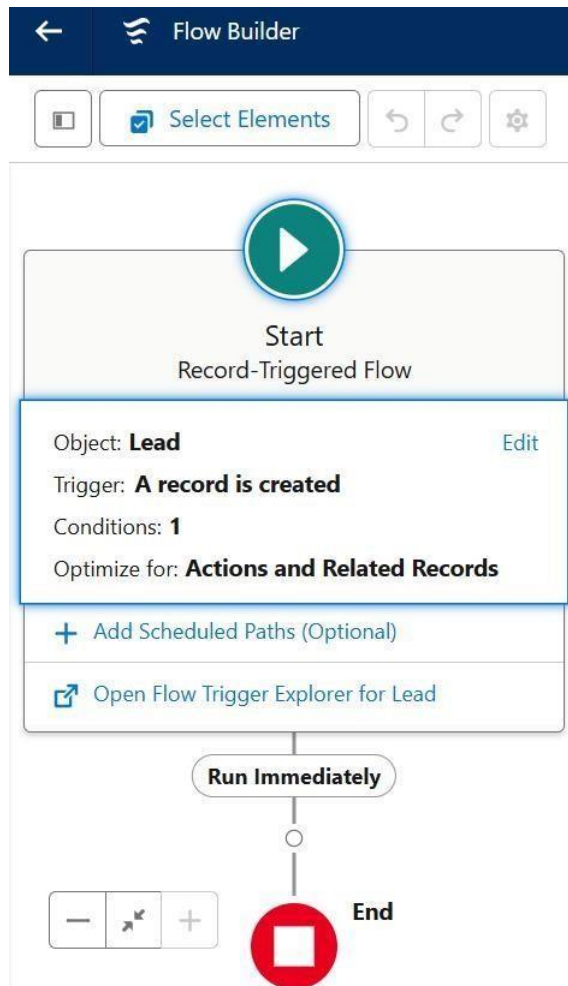 Flow Builder
Select Elements
Start
Record-Triggered Flow
Object: Lead Edit
Trigger: A record is created
Conditions: 1
Optimize for: Actions and Related Records
Add Scheduled Paths (Optional)
Open Flow Trigger Explorer for Lead
Run Immediately
End